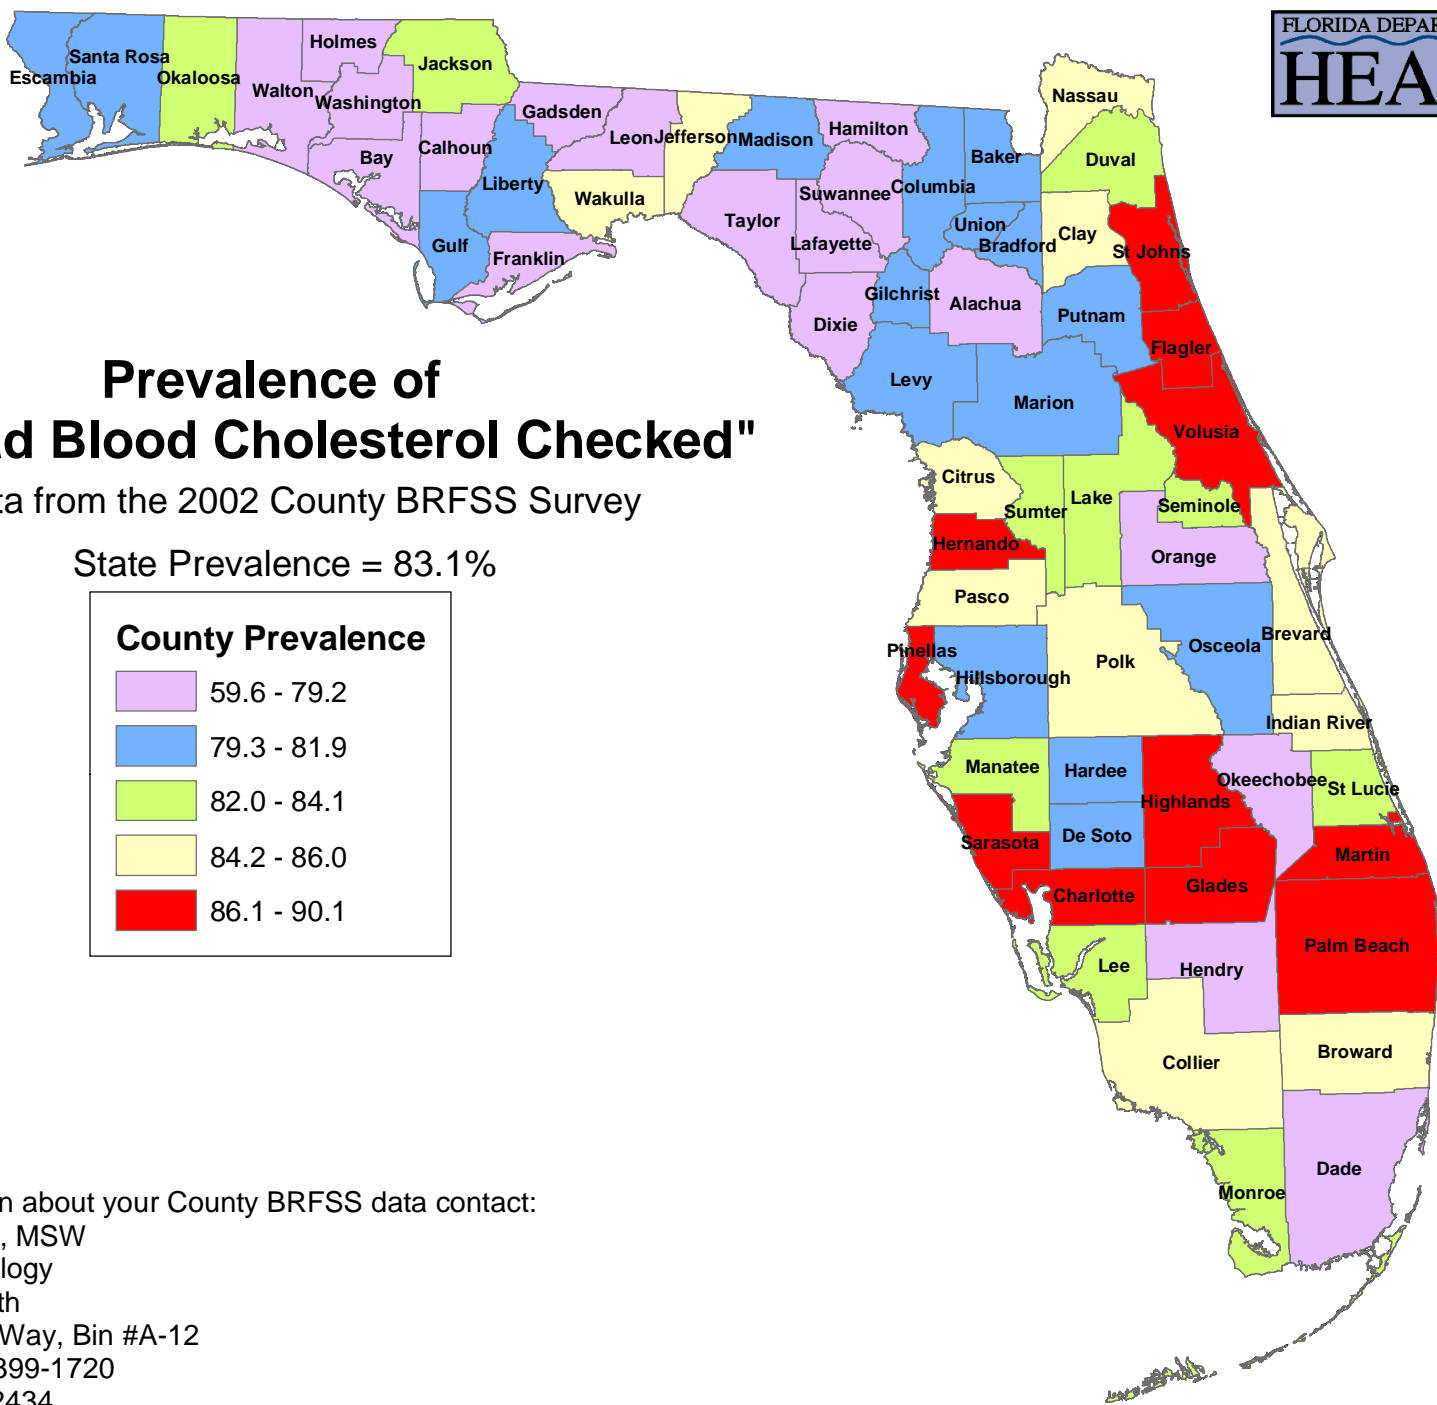 FLORIDA
HEA
Holmes
Santa Rosa
Jackson
Escambia
Okaloosa
Walton
Washington
Nassau
Gadsden
Leon
Jefferson
Madison
Hamilton
Calhoun
Bay
Baker
Duval
Liberty
Suwannee
Columbia
Wakulla
Taylor
Union
Clay
Gulf
Lafayette
Bradford
St Johns
Franklin
Gilchrist
Alachua
Putnam
Dixie
Flagler
Levy
Marion
Volusia
Prevalence of
d Blood Cholesterol Checked"
ta from the 2002 County BRFSS Survey
State Prevalence = 83.1%
County Prevalence
59.6 - 79.2
79.3 - 81.9
82.0 - 84.1
84.2 - 86.0
86.1 - 90.1
Citrus
Lake
Sumter
Seminole
Hernando
Orange
Pasco
Brevard
Pinellas
Osceola
Polk
Hillsborough
Indian River
Manatee
Hardee
Okeechobee
St Lucie
Highlands
Sarasota
De Soto
Martin
Charlotte
Glades
Palm Beach
Lee
Hendry
Collier
Broward
Dade
Monroe
n about your County BRFSS data contact:
, MSW
logy
th
Way, Bin #A-12
399-1720
2434